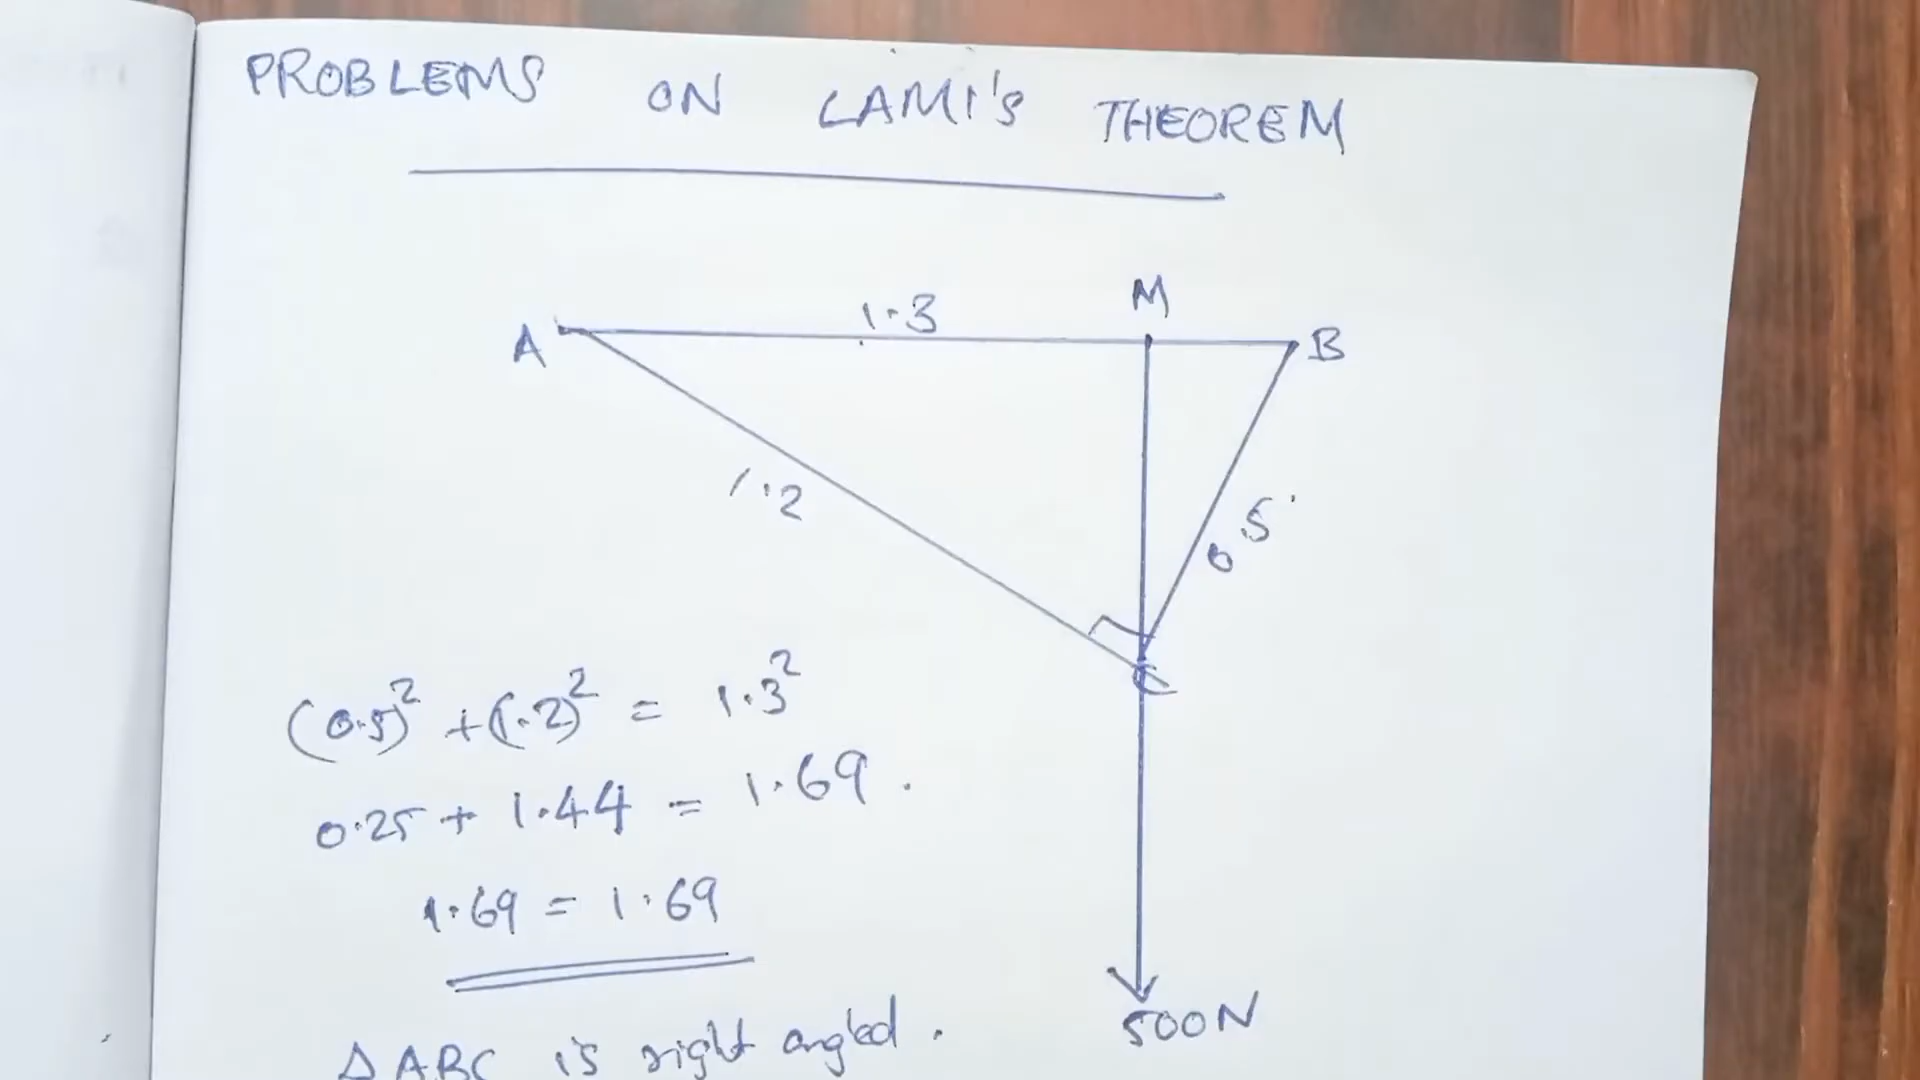 PROBLEMS ON LAMI'S THEOREM
M
A 1.3 B
1.2
0.5
C
(0.5)² + (1.2)² = 1.3²
0.25 + 1.44 = 1.69.
1.69 = 1.69
500N
Δ ABC is right angled.